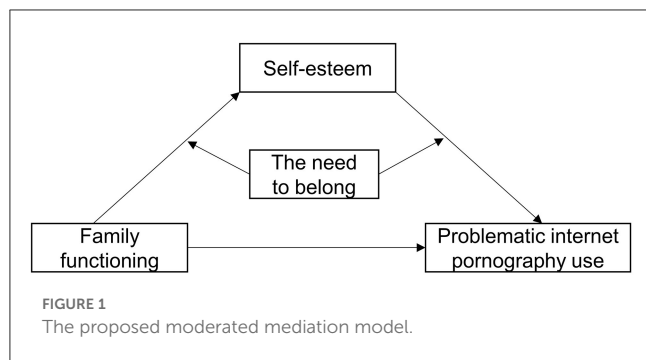 Self-esteem
The need
to belong
Family
functioning
Problematic internet
pornography use
FIGURE 1
The proposed moderated mediation model.